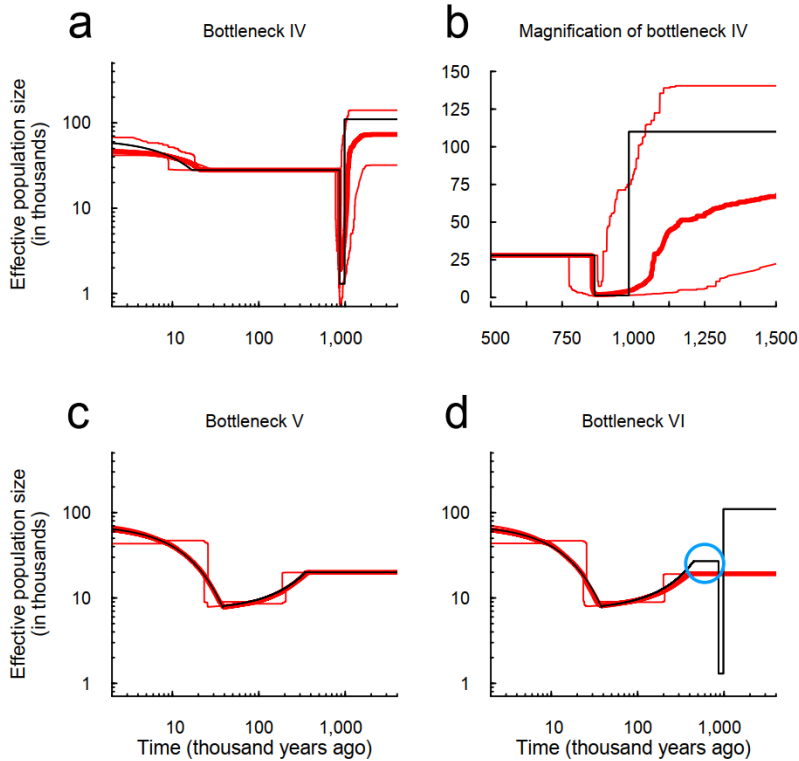 a
Bottleneck IV
Effective population size
(in thousands)
100
10
1
10
100
1,000
b
Magnification of bottleneck IV
150
125
100
75
50
25
0
500
750
1,000
1,250
1,500
c
Bottleneck V
Effective population size
(in thousands)
100
10
1
10
100
1,000
Time (thousand years ago)
d
Bottleneck VI
100
10
1
10
100
1,000
Time (thousand years ago)